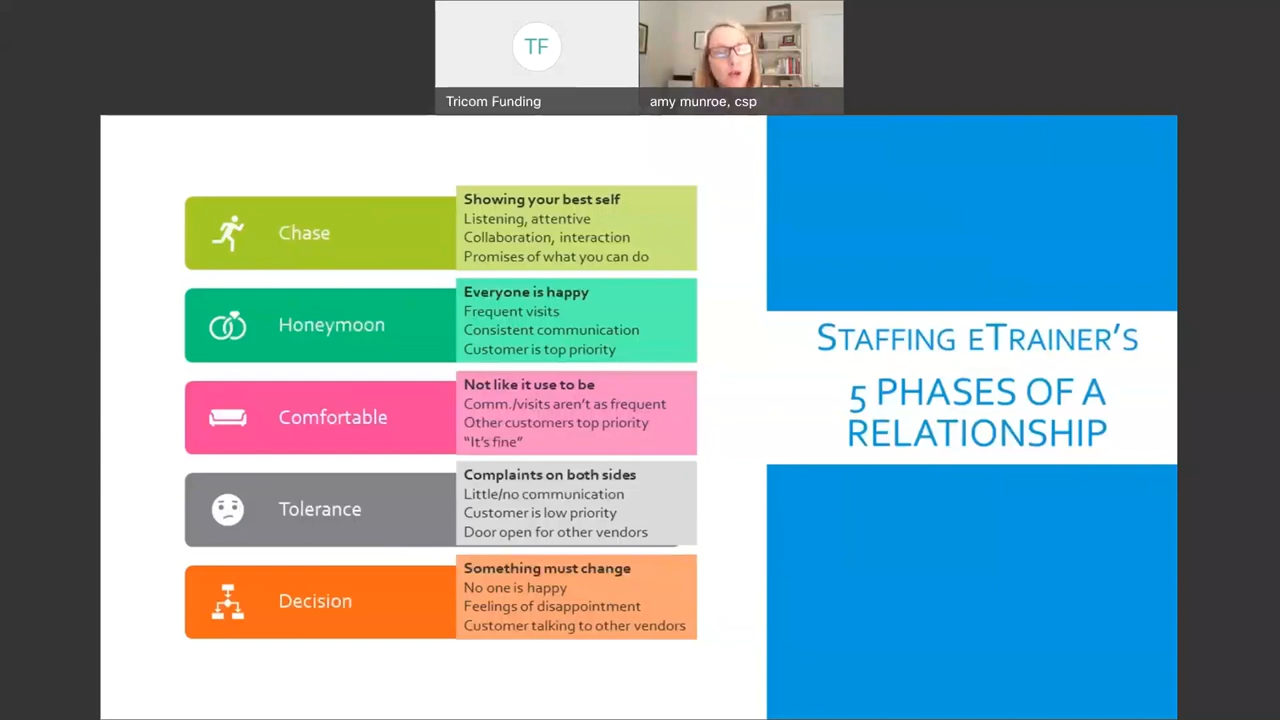 TF
Tricom Funding
amy munroe, csp
Chase
Showing your best self
Listening, attentive
Collaboration, interaction
Promises of what you can do
Honeymoon
Everyone is happy
Frequent visits
Consistent communication
Customer is top priority
Comfortable
Not like it use to be
Comm./visits aren't as frequent
Other customers top priority
"It's fine"
Tolerance
Complaints on both sides
Little/no communication
Customer is low priority
Door open for other vendors
Decision
Something must change
No one is happy
Feelings of disappointment
Customer talking to other vendors
STAFFING ETRAINER'S
5 PHASES OF A
RELATIONSHIP